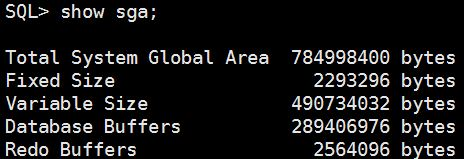 SQL> show sga;
Total System Global Area  784998400 bytes
Fixed Size                  2293296 bytes
Variable Size             490734032 bytes
Database Buffers          289406976 bytes
Redo Buffers                2564096 bytes